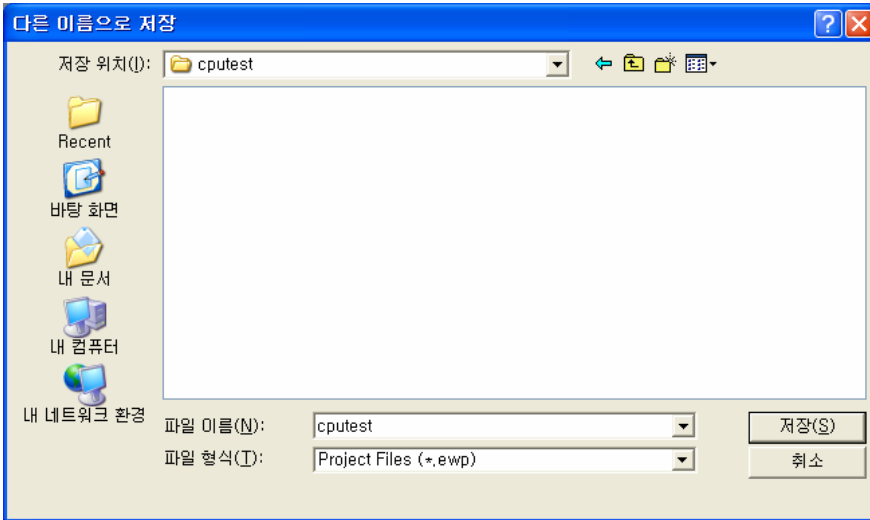 다른 이름으로 저장
저장 위치(I): cputest
Recent
바탕 화면
내 문서
내 컴퓨터
내 네트워크 환경
파일 이름(N): cputest 저장(S)
파일 형식(T): Project Files (*.ewp) 취소